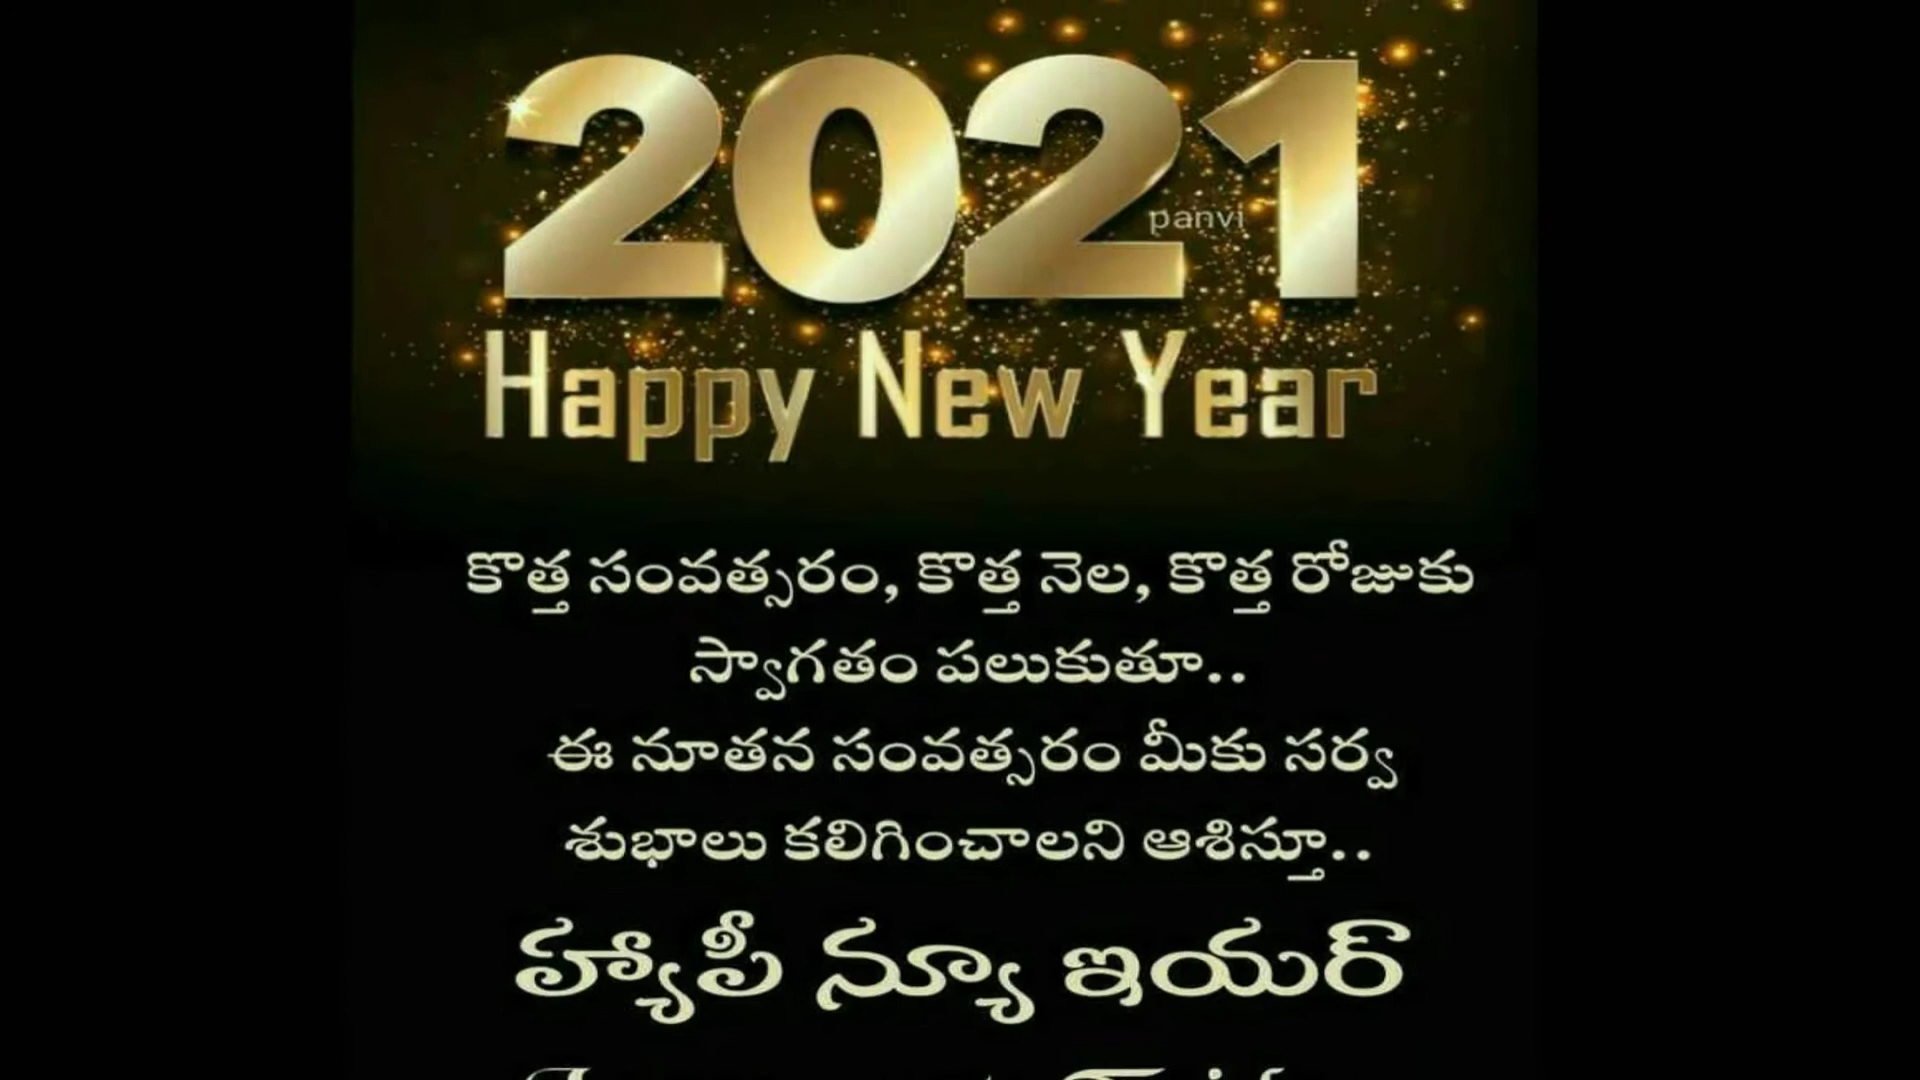 2021
panvi
Happy New Year
కొత్త సంవత్సరం, కొత్త నెల, కొత్త రోజుకు
స్వాగతం పలుకుతూ..
ఈ నూతన సంవత్సరం మీకు సర్వ
శుభాలు కలిగించాలని ఆశిస్తూ..
హ్యాపీ న్యూ ఇయర్